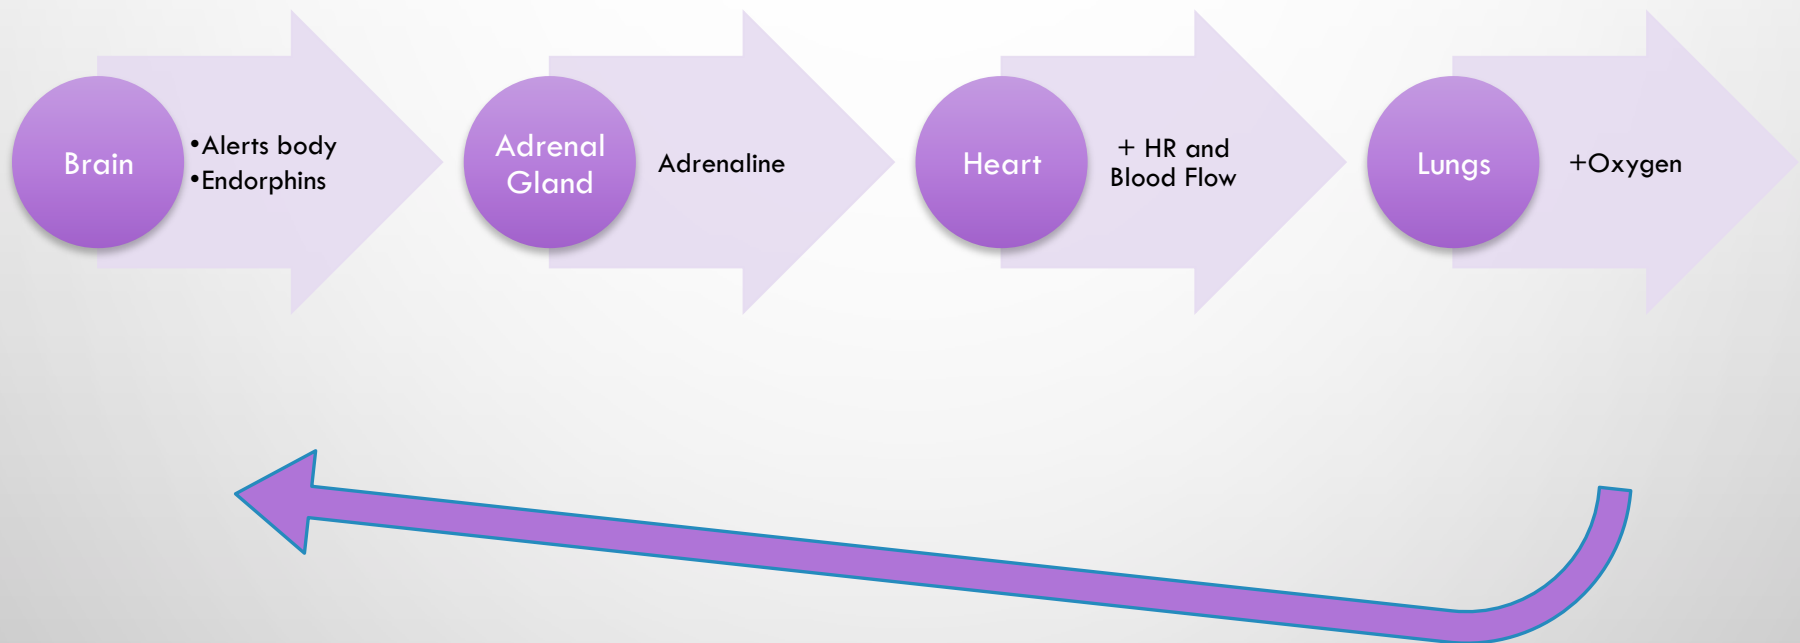 Brain
•Alerts body
•Endorphins
Adrenal
Gland
Adrenaline
Heart
+ HR and
Blood Flow
Lungs
+Oxygen